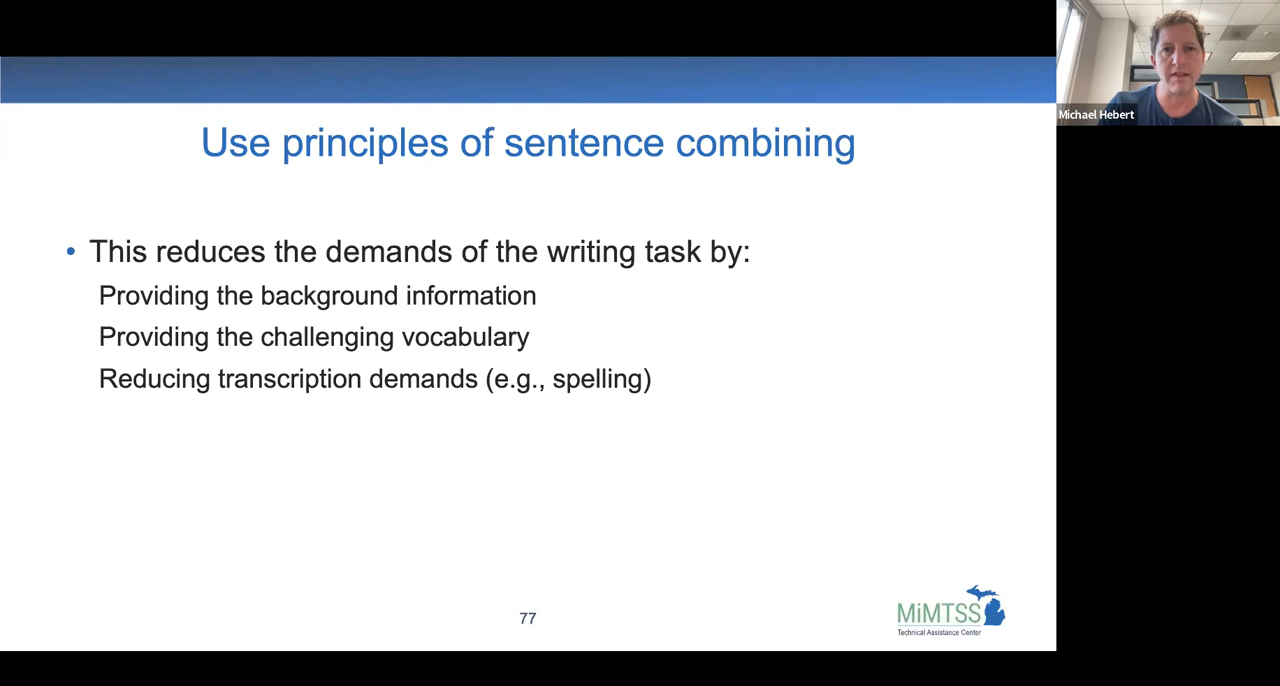 Use principles of sentence combining
• This reduces the demands of the writing task by:
Providing the background information
Providing the challenging vocabulary
Reducing transcription demands (e.g., spelling)
77
MiMTSS
Technical Assistance Center
Michael Hebert